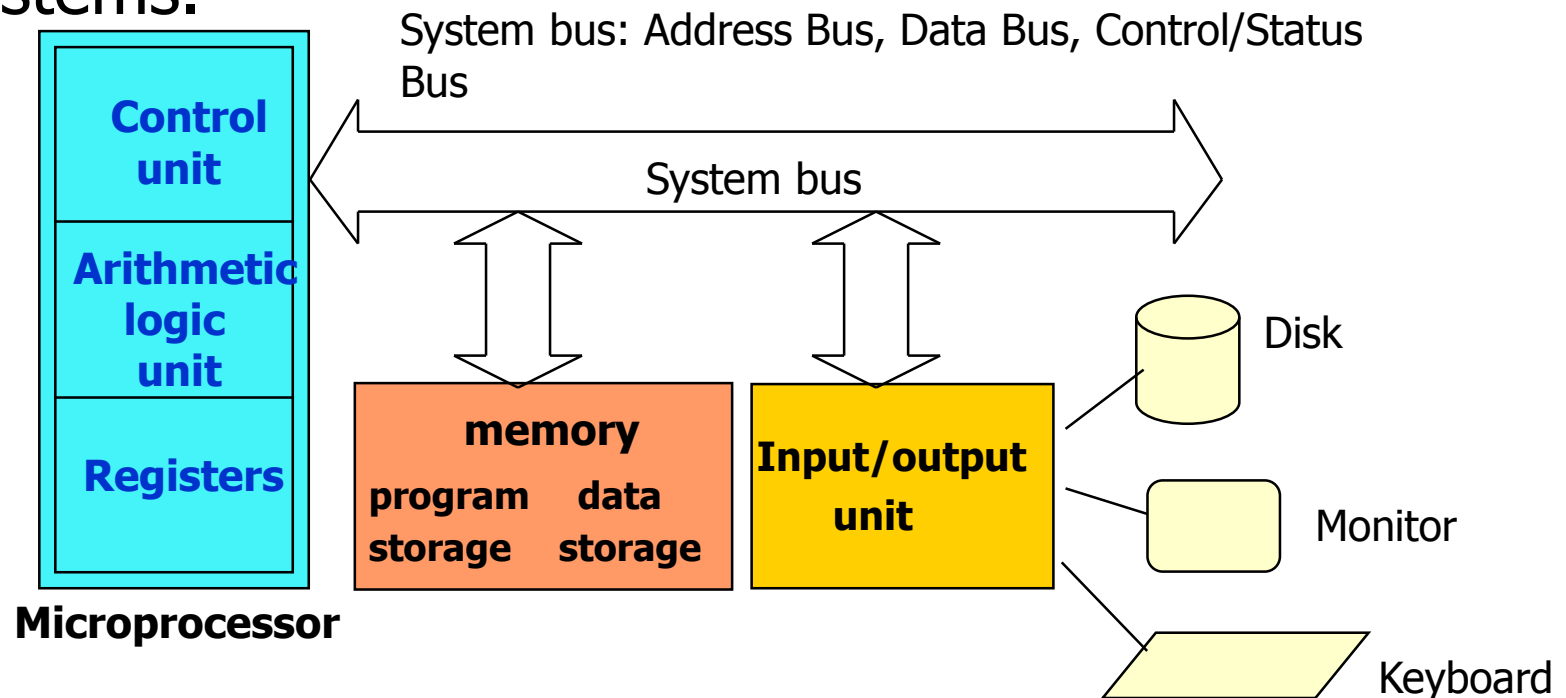 stems.
System bus: Address Bus, Data Bus, Control/Status
Bus
Control
unit
System bus
Arithmetic
logic
unit
Registers
Microprocessor
memory
program data
storage storage
Input/output
unit
Disk
Monitor
Keyboard